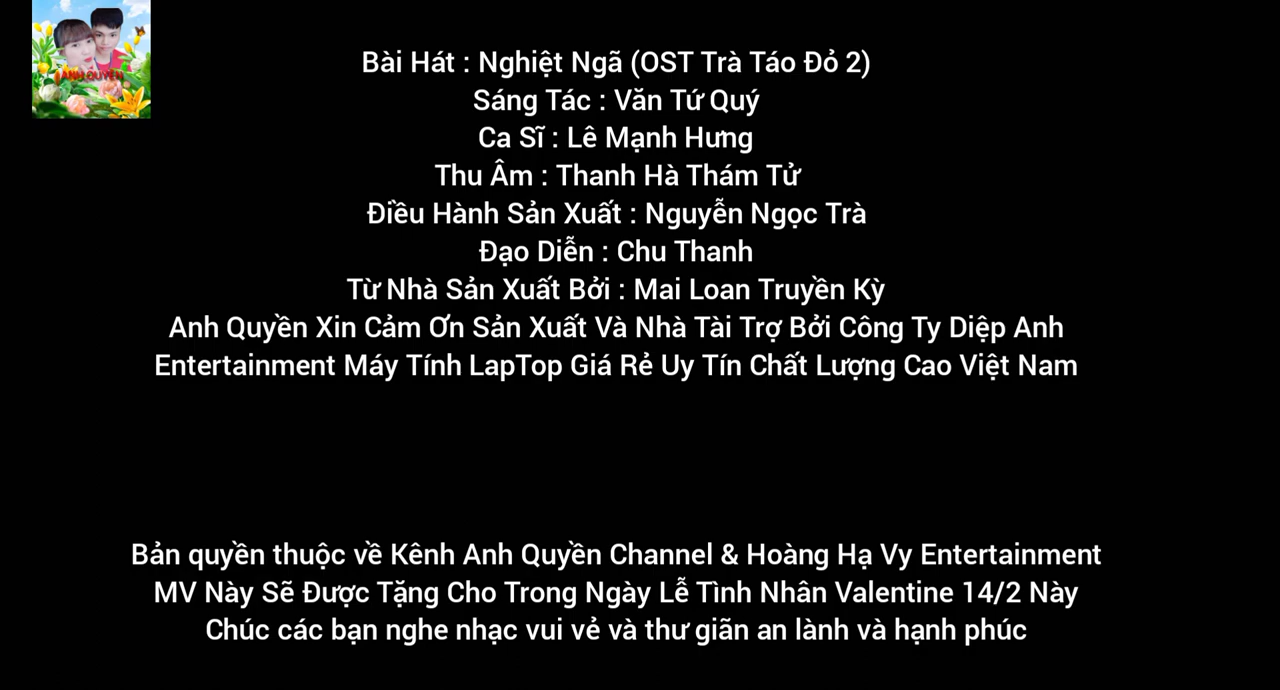 ANH QUYỀN
Bài Hát : Nghiệt Ngã (OST Trà Táo Đỏ 2)
Sáng Tác : Văn Tứ Quý
Ca Sĩ : Lê Mạnh Hưng
Thu Âm : Thanh Hà Thám Tử
Điều Hành Sản Xuất : Nguyễn Ngọc Trà
Đạo Diễn : Chu Thanh
Từ Nhà Sản Xuất Bởi : Mai Loan Truyền Kỳ
Anh Quyền Xin Cảm Ơn Sản Xuất Và Nhà Tài Trợ Bởi Công Ty Diệp Anh
Entertainment Máy Tính LapTop Giá Rẻ Uy Tín Chất Lượng Cao Việt Nam
Bản quyền thuộc về Kênh Anh Quyền Channel & Hoàng Hạ Vy Entertainment
MV Này Sẽ Được Tặng Cho Trong Ngày Lễ Tình Nhân Valentine 14/2 Này
Chúc các bạn nghe nhạc vui vẻ và thư giãn an lành và hạnh phúc